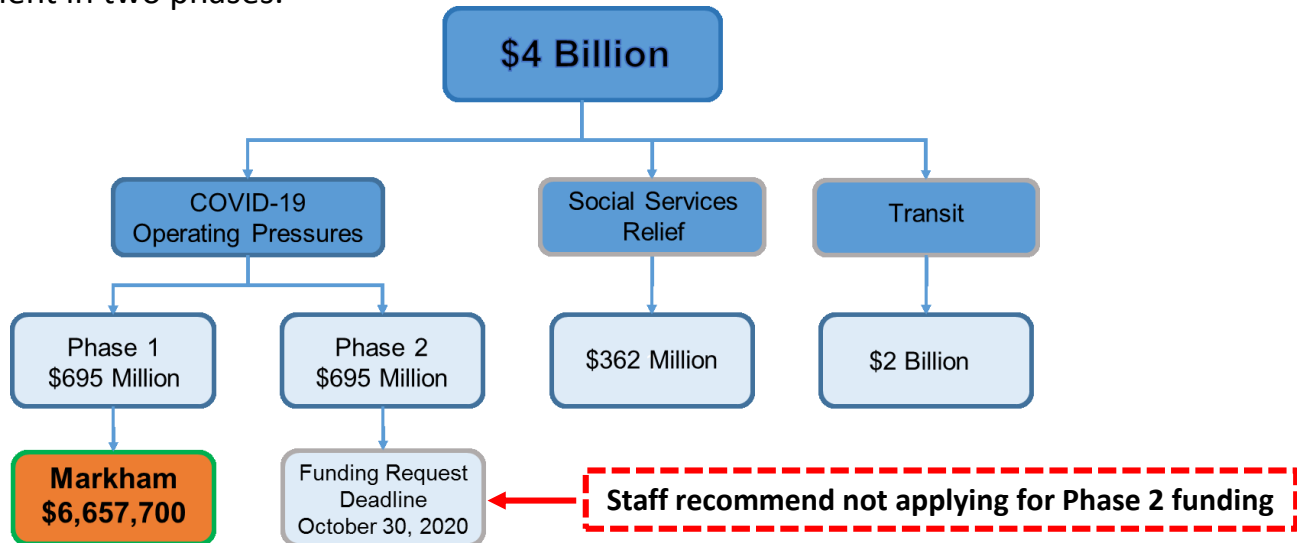 in two phases.
$4 Billion
COVID-19
Operating Pressures
Social Services
Relief
Transit
Phase 1
$695 Million
Phase 2
$695 Million
$362 Million
$2 Billion
Markham
$6,657,700
Funding Request
Deadline
October 30, 2020
Staff recommend not applying for Phase 2 funding